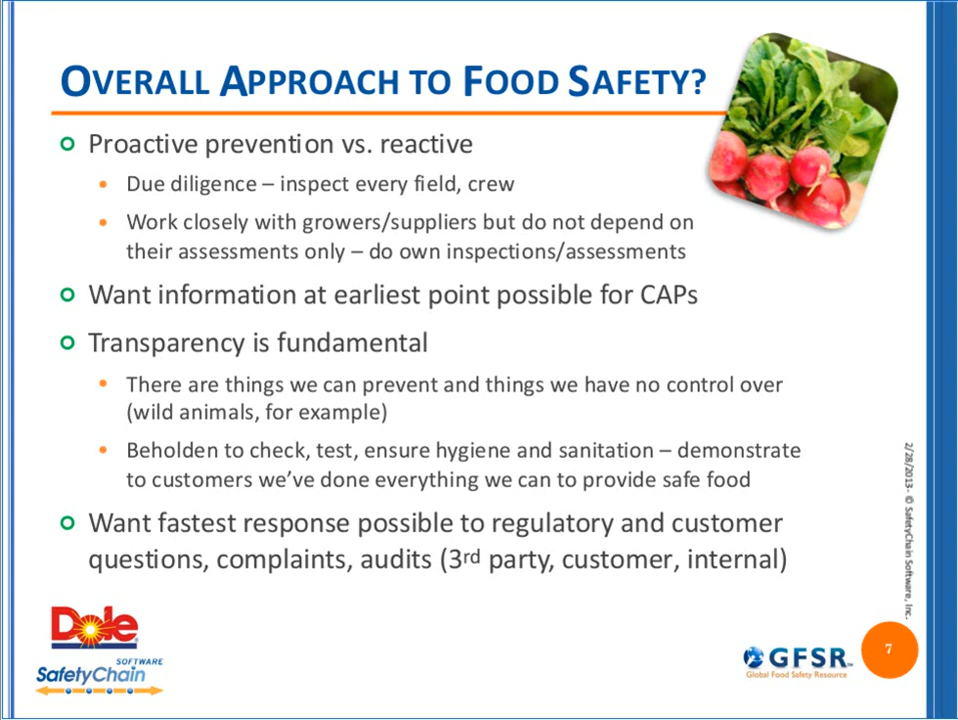 OVERALL APPROACH TO FOOD SAFETY?
Proactive prevention vs. reactive
Due diligence – inspect every field, crew
Work closely with growers/suppliers but do not depend on
their assessments only – do own inspections/assessments
Want information at earliest point possible for CAPs
Transparency is fundamental
There are things we can prevent and things we have no control over
(wild animals, for example)
Beholden to check, test, ensure hygiene and sanitation – demonstrate
to customers we’ve done everything we can to provide safe food
Want fastest response possible to regulatory and customer
questions, complaints, audits (3rd party, customer, internal)
2/28/2013- © SafetyChain Software, Inc.
Dole
SOFTWARE
SafetyChain
GFSR™
Global Food Safety Resource
7